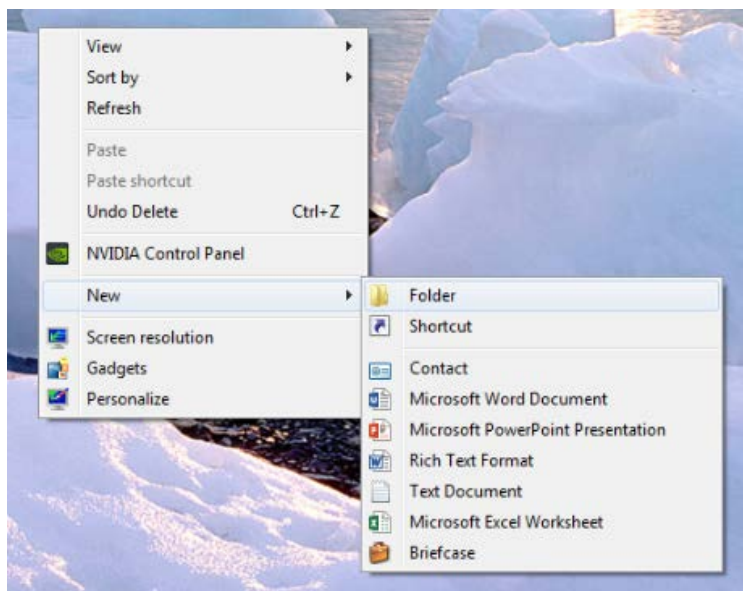 View
Sort by
Refresh
Paste
Paste shortcut
Undo Delete Ctrl+Z
NVIDIA Control Panel
New
Screen resolution
Gadgets
Personalize
Folder
Shortcut
Contact
Microsoft Word Document
Microsoft PowerPoint Presentation
Rich Text Format
Text Document
Microsoft Excel Worksheet
Briefcase